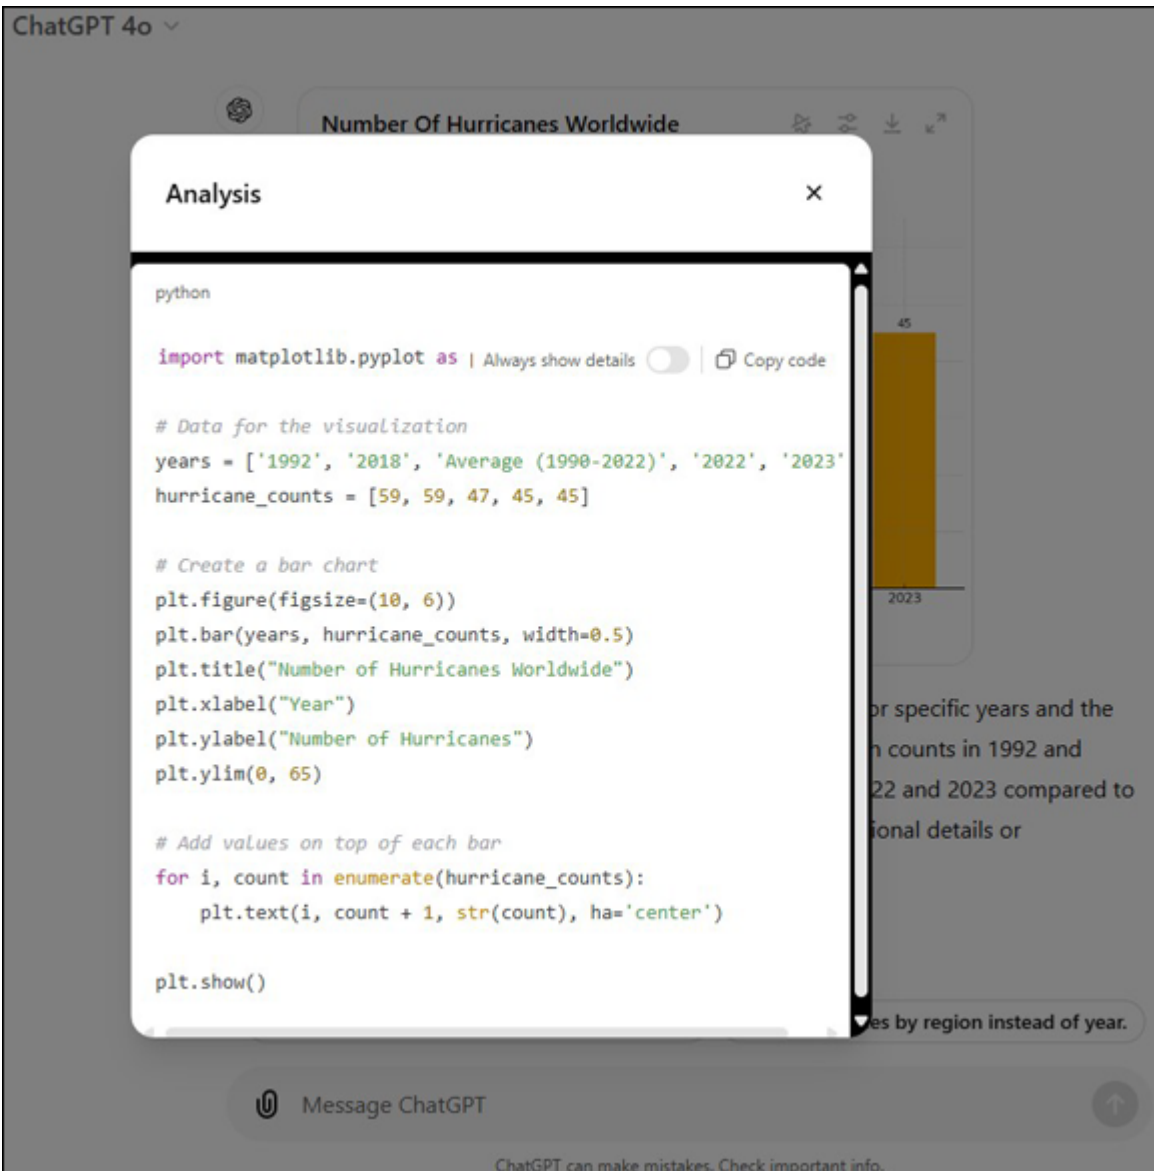 ChatGPT 4o
Number Of Hurricanes Worldwide
Analysis
python
import matplotlib.pyplot as
Always show details
Copy code
# Data for the visualization
years = ['1992', '2018', 'Average (1990-2022)', '2022', '2023'
hurricane_counts = [59, 59, 47, 45, 45]
# Create a bar chart
plt.figure(figsize=(10, 6))
plt.bar(years, hurricane_counts, width=0.5)
plt.title("Number of Hurricanes Worldwide")
plt.xlabel("Year")
plt.ylabel("Number of Hurricanes")
plt.ylim(0, 65)
# Add values on top of each bar
for i, count in enumerate(hurricane_counts):
    plt.text(i, count + 1, str(count), ha='center')
plt.show()
45
2023
or specific years and the
counts in 1992 and
22 and 2023 compared to
ional details or
es by region instead of year.
Message ChatGPT
ChatGPT can make mistakes. Check important info.